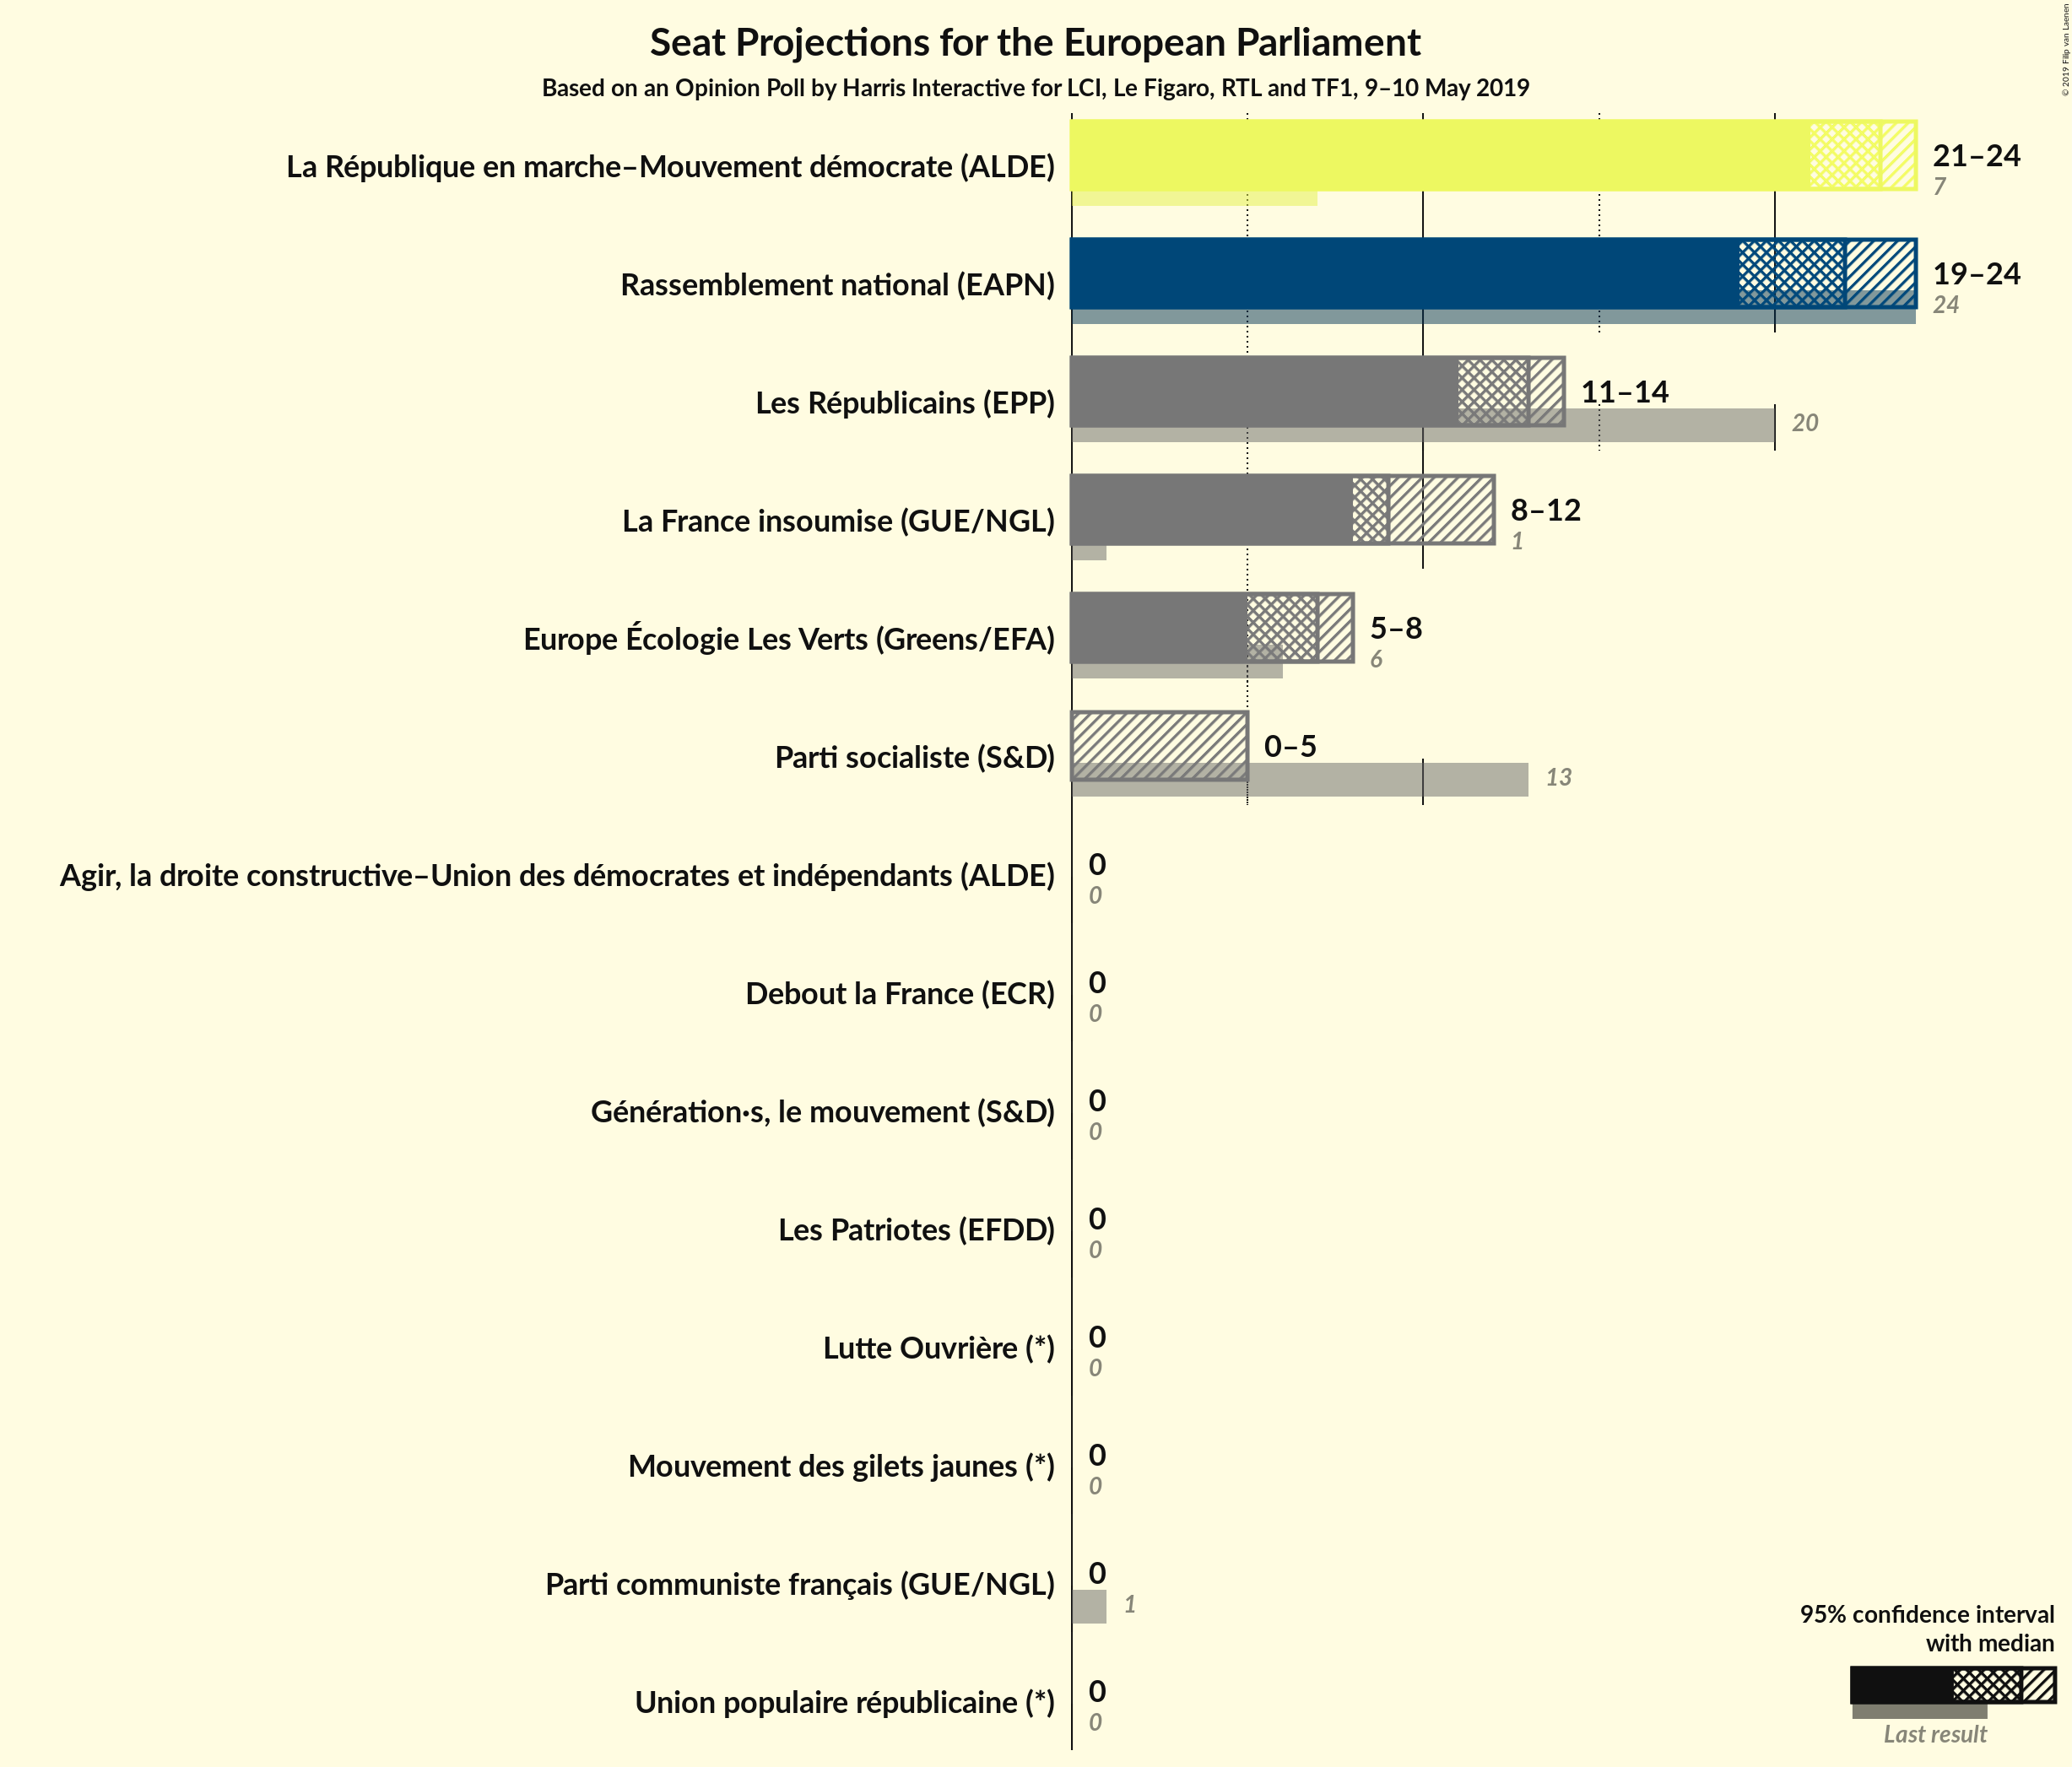 Seat Projections for the European Parliament
Based on an Opinion Poll by Harris Interactive for LCI, Le Figaro, RTL and TF1, 9–10 May 2019
© 2019 Filip van Laenen
La République en marche–Mouvement démocrate (ALDE)
21–24
7
Rassemblement national (EAPN)
19–24
24
Les Républicains (EPP)
11–14
20
La France insoumise (GUE/NGL)
8–12
1
Europe Écologie Les Verts (Greens/EFA)
5–8
6
Parti socialiste (S&D)
0–5
13
Agir, la droite constructive–Union des démocrates et indépendants (ALDE)
0
0
Debout la France (ECR)
0
0
Génération·s, le mouvement (S&D)
0
0
Les Patriotes (EFDD)
0
0
Lutte Ouvrière (*)
0
0
Mouvement des gilets jaunes (*)
0
0
Parti communiste français (GUE/NGL)
0
1
Union populaire républicaine (*)
0
0
95% confidence interval
with median
Last result